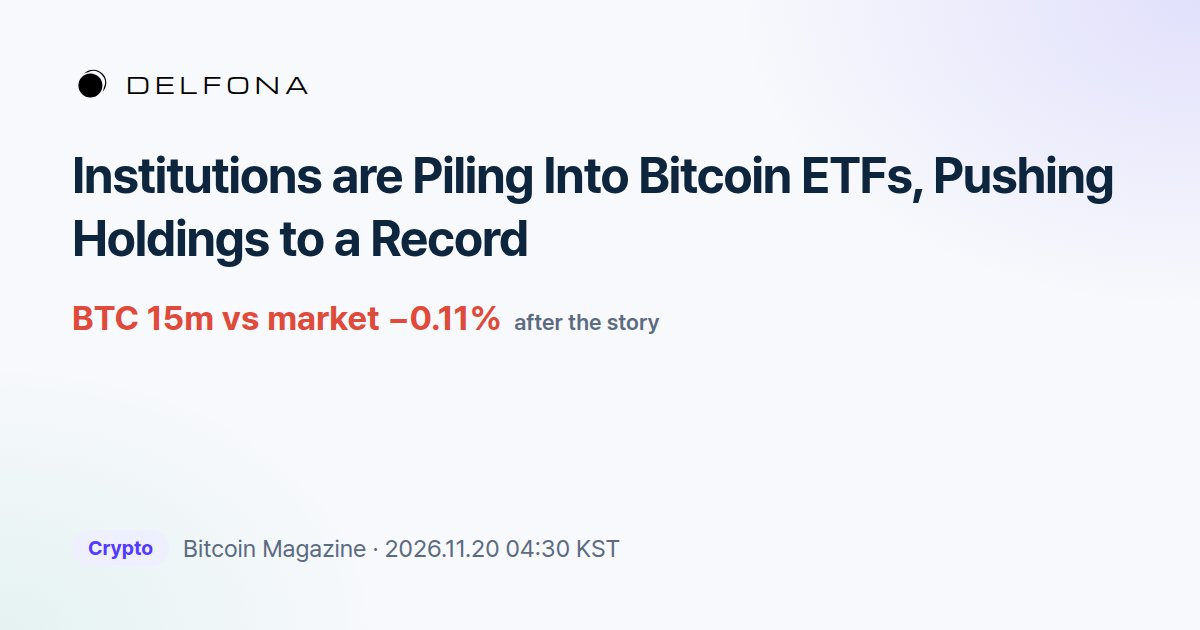 DELFONA
Institutions are Piling Into Bitcoin ETFs, Pushing
Holdings to a Record
BTC 15m vs market −0.11% after the story
Crypto Bitcoin Magazine · 2026.11.20 04:30 KST